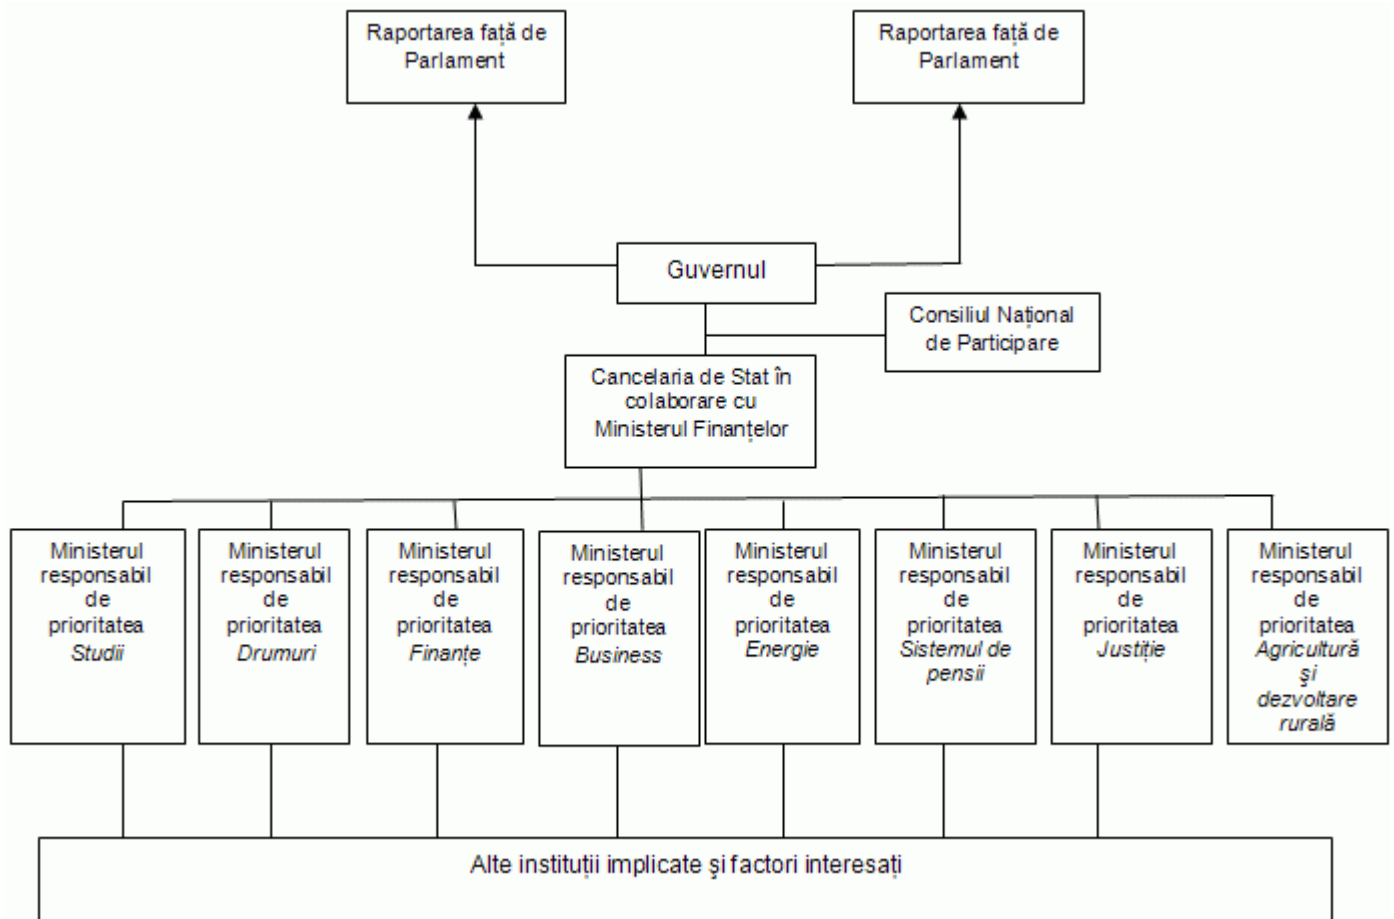 Raportarea față de
Parlament
Raportarea față de
Parlament
Guvernul
Consiliul Național
de Participare
Cancelaria de Stat în
colaborare cu
Ministerul Finanțelor
Ministerul
responsabil
de
prioritatea
Studii
Ministerul
responsabil
de
prioritatea
Drumuri
Ministerul
responsabil
de
prioritatea
Finanțe
Ministerul
responsabil
de
prioritatea
Business
Ministerul
responsabil
de
prioritatea
Energie
Ministerul
responsabil
de
prioritatea
Sistemul de
pensii
Ministerul
responsabil
de
prioritatea
Justiție
Ministerul
responsabil
de
prioritatea
Agricultură
şi
dezvoltare
rurală
Alte instituții implicate şi factori interesați